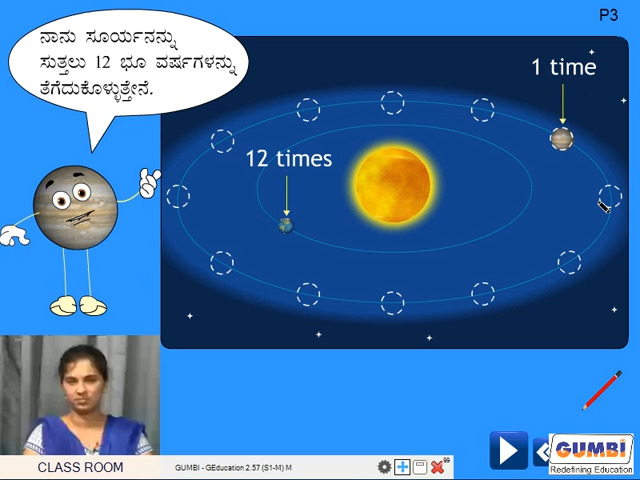 P3
ನಾನು ಸೂರ್ಯನನ್ನು
ಸುತ್ತಲು 12 ಭೂ ವರ್ಷಗಳನ್ನು
ತೆಗೆದುಕೊಳ್ಳುತ್ತೇನೆ.
1 time
12 times
CLASS ROOM
GUMBI - GEducation 2.57 (S1-M) M
99
GUMBi
Redefining Education